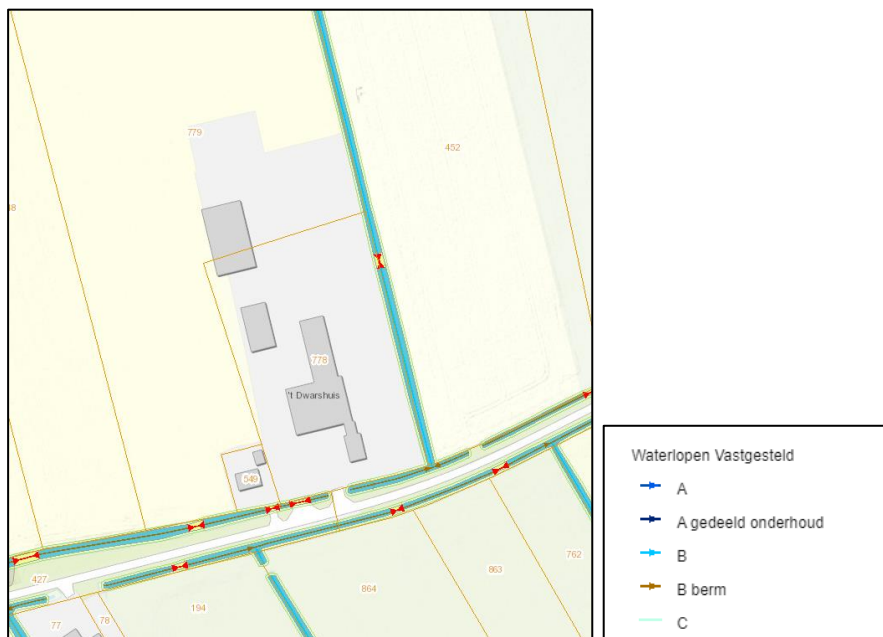 779
452
778
't Dwarshuis
549
427
77
78
194
864
863
762
Waterlopen Vastgesteld
A
A gedeeld onderhoud
B
B berm
C